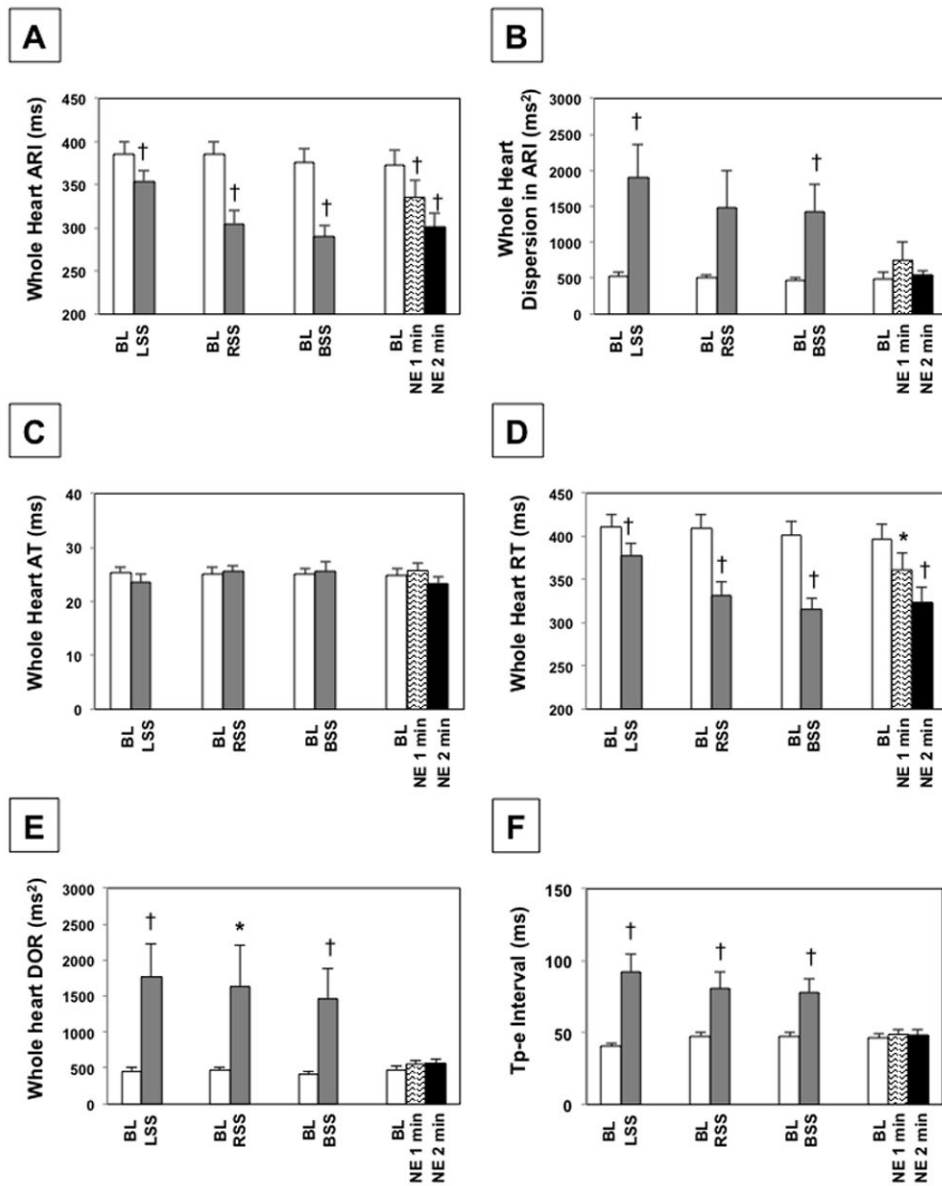 A
Whole Heart ARI (ms)
450
400
350
300
250
200
†
†
†
†
†
BL
LSS
BL
RSS
BL
BSS
BL
NE 1 min
NE 2 min
B
Whole Heart
Dispersion in ARI (ms²)
3000
2500
2000
1500
1000
500
0
†
†
BL
LSS
BL
RSS
BL
BSS
BL
NE 1 min
NE 2 min
C
Whole Heart AT (ms)
40
30
20
10
0
BL
LSS
BL
RSS
BL
BSS
BL
NE 1 min
NE 2 min
D
Whole Heart RT (ms)
450
400
350
300
250
200
†
†
†
*
†
BL
LSS
BL
RSS
BL
BSS
BL
NE 1 min
NE 2 min
E
Whole heart DOR (ms²)
3000
2500
2000
1500
1000
500
0
†
*
†
BL
LSS
BL
RSS
BL
BSS
BL
NE 1 min
NE 2 min
F
Tp-e Interval (ms)
150
100
50
0
†
†
†
BL
LSS
BL
RSS
BL
BSS
BL
NE 1 min
NE 2 min